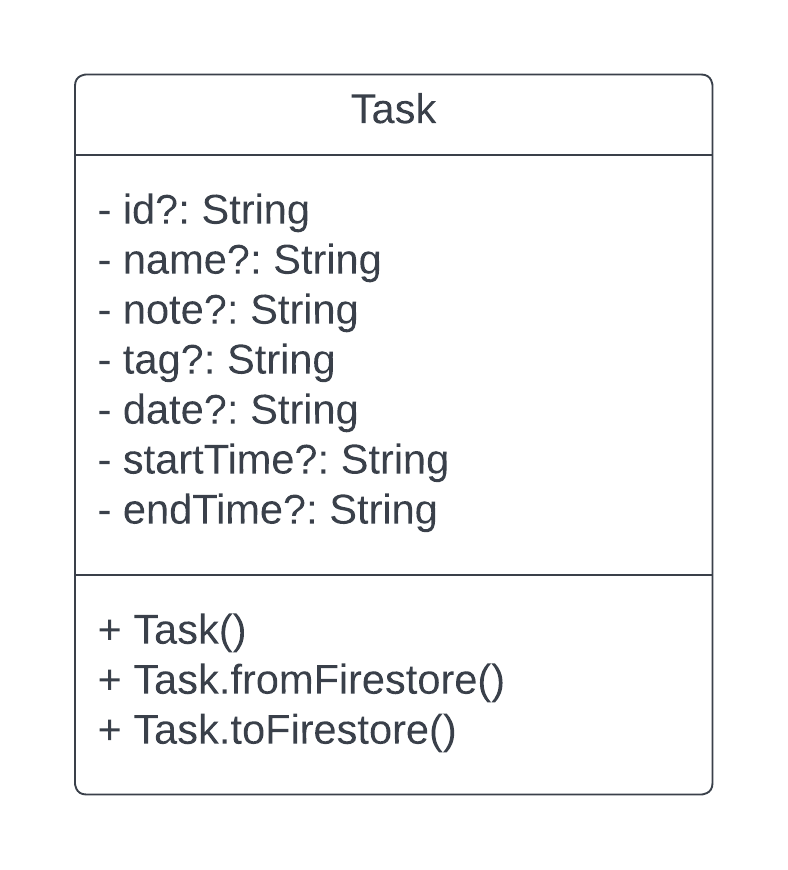 Task
- id?: String
- name?: String
- note?: String
- tag?: String
- date?: String
- startTime?: String
- endTime?: String
+ Task()
+ Task.fromFirestore()
+ Task.toFirestore()